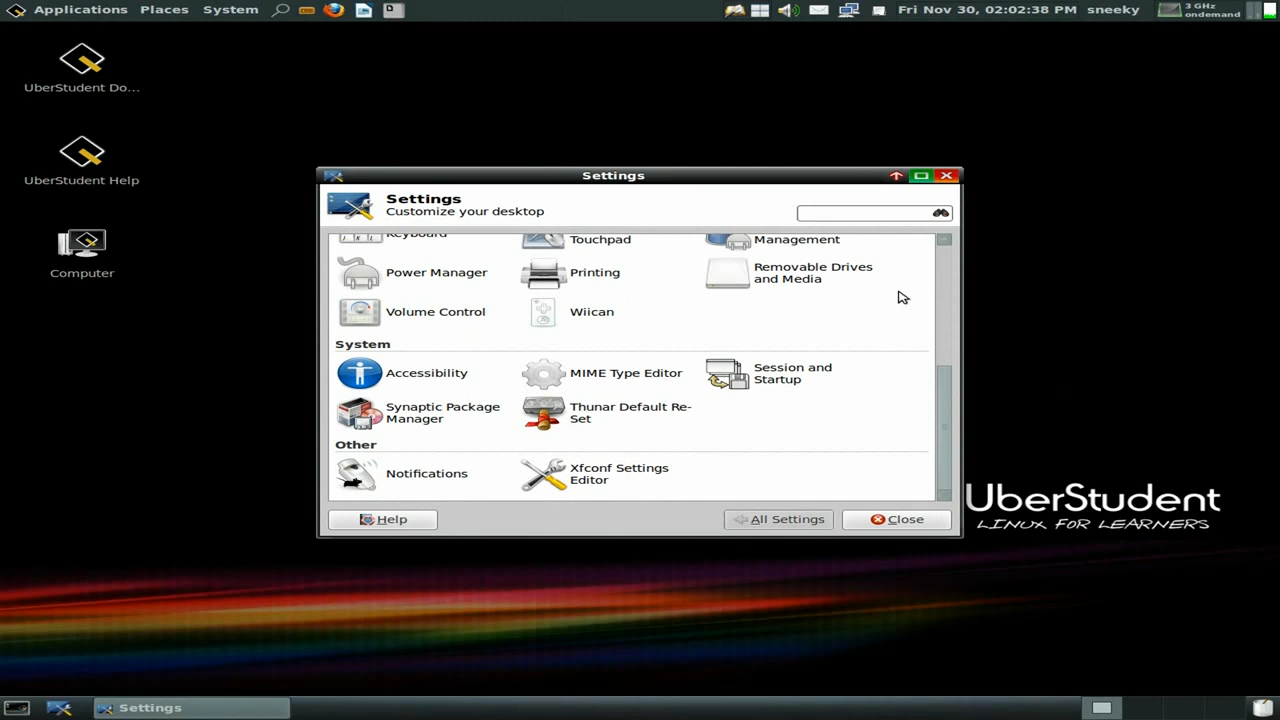 Applications Places System Fri Nov 30, 02:02:38 PM sneeky 3 GHz
ondemand
UberStudent Do...
UberStudent Help
Computer
Settings
Settings
Customize your desktop
Keyboard Touchpad Management
Power Manager Printing Removable Drives
and Media
Volume Control Wiican
System
Accessibility MIME Type Editor Session and
Startup
Synaptic Package
Manager
Thunar Default Re-
Set
Other
Notifications Xfconf Settings
Editor
Help All Settings Close
UberStudent
LINUX FOR LEARNERS
Settings